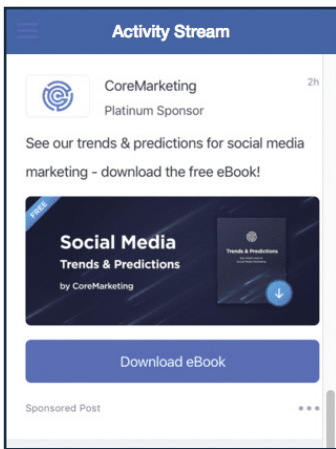 Activity Stream
CoreMarketing
2h
Platinum Sponsor
See our trends & predictions for social media
marketing - download the free eBook!
FREE
Social Media
Trends & Predictions
by CoreMarketing
Trends & Predictions
Download eBook
Sponsored Post